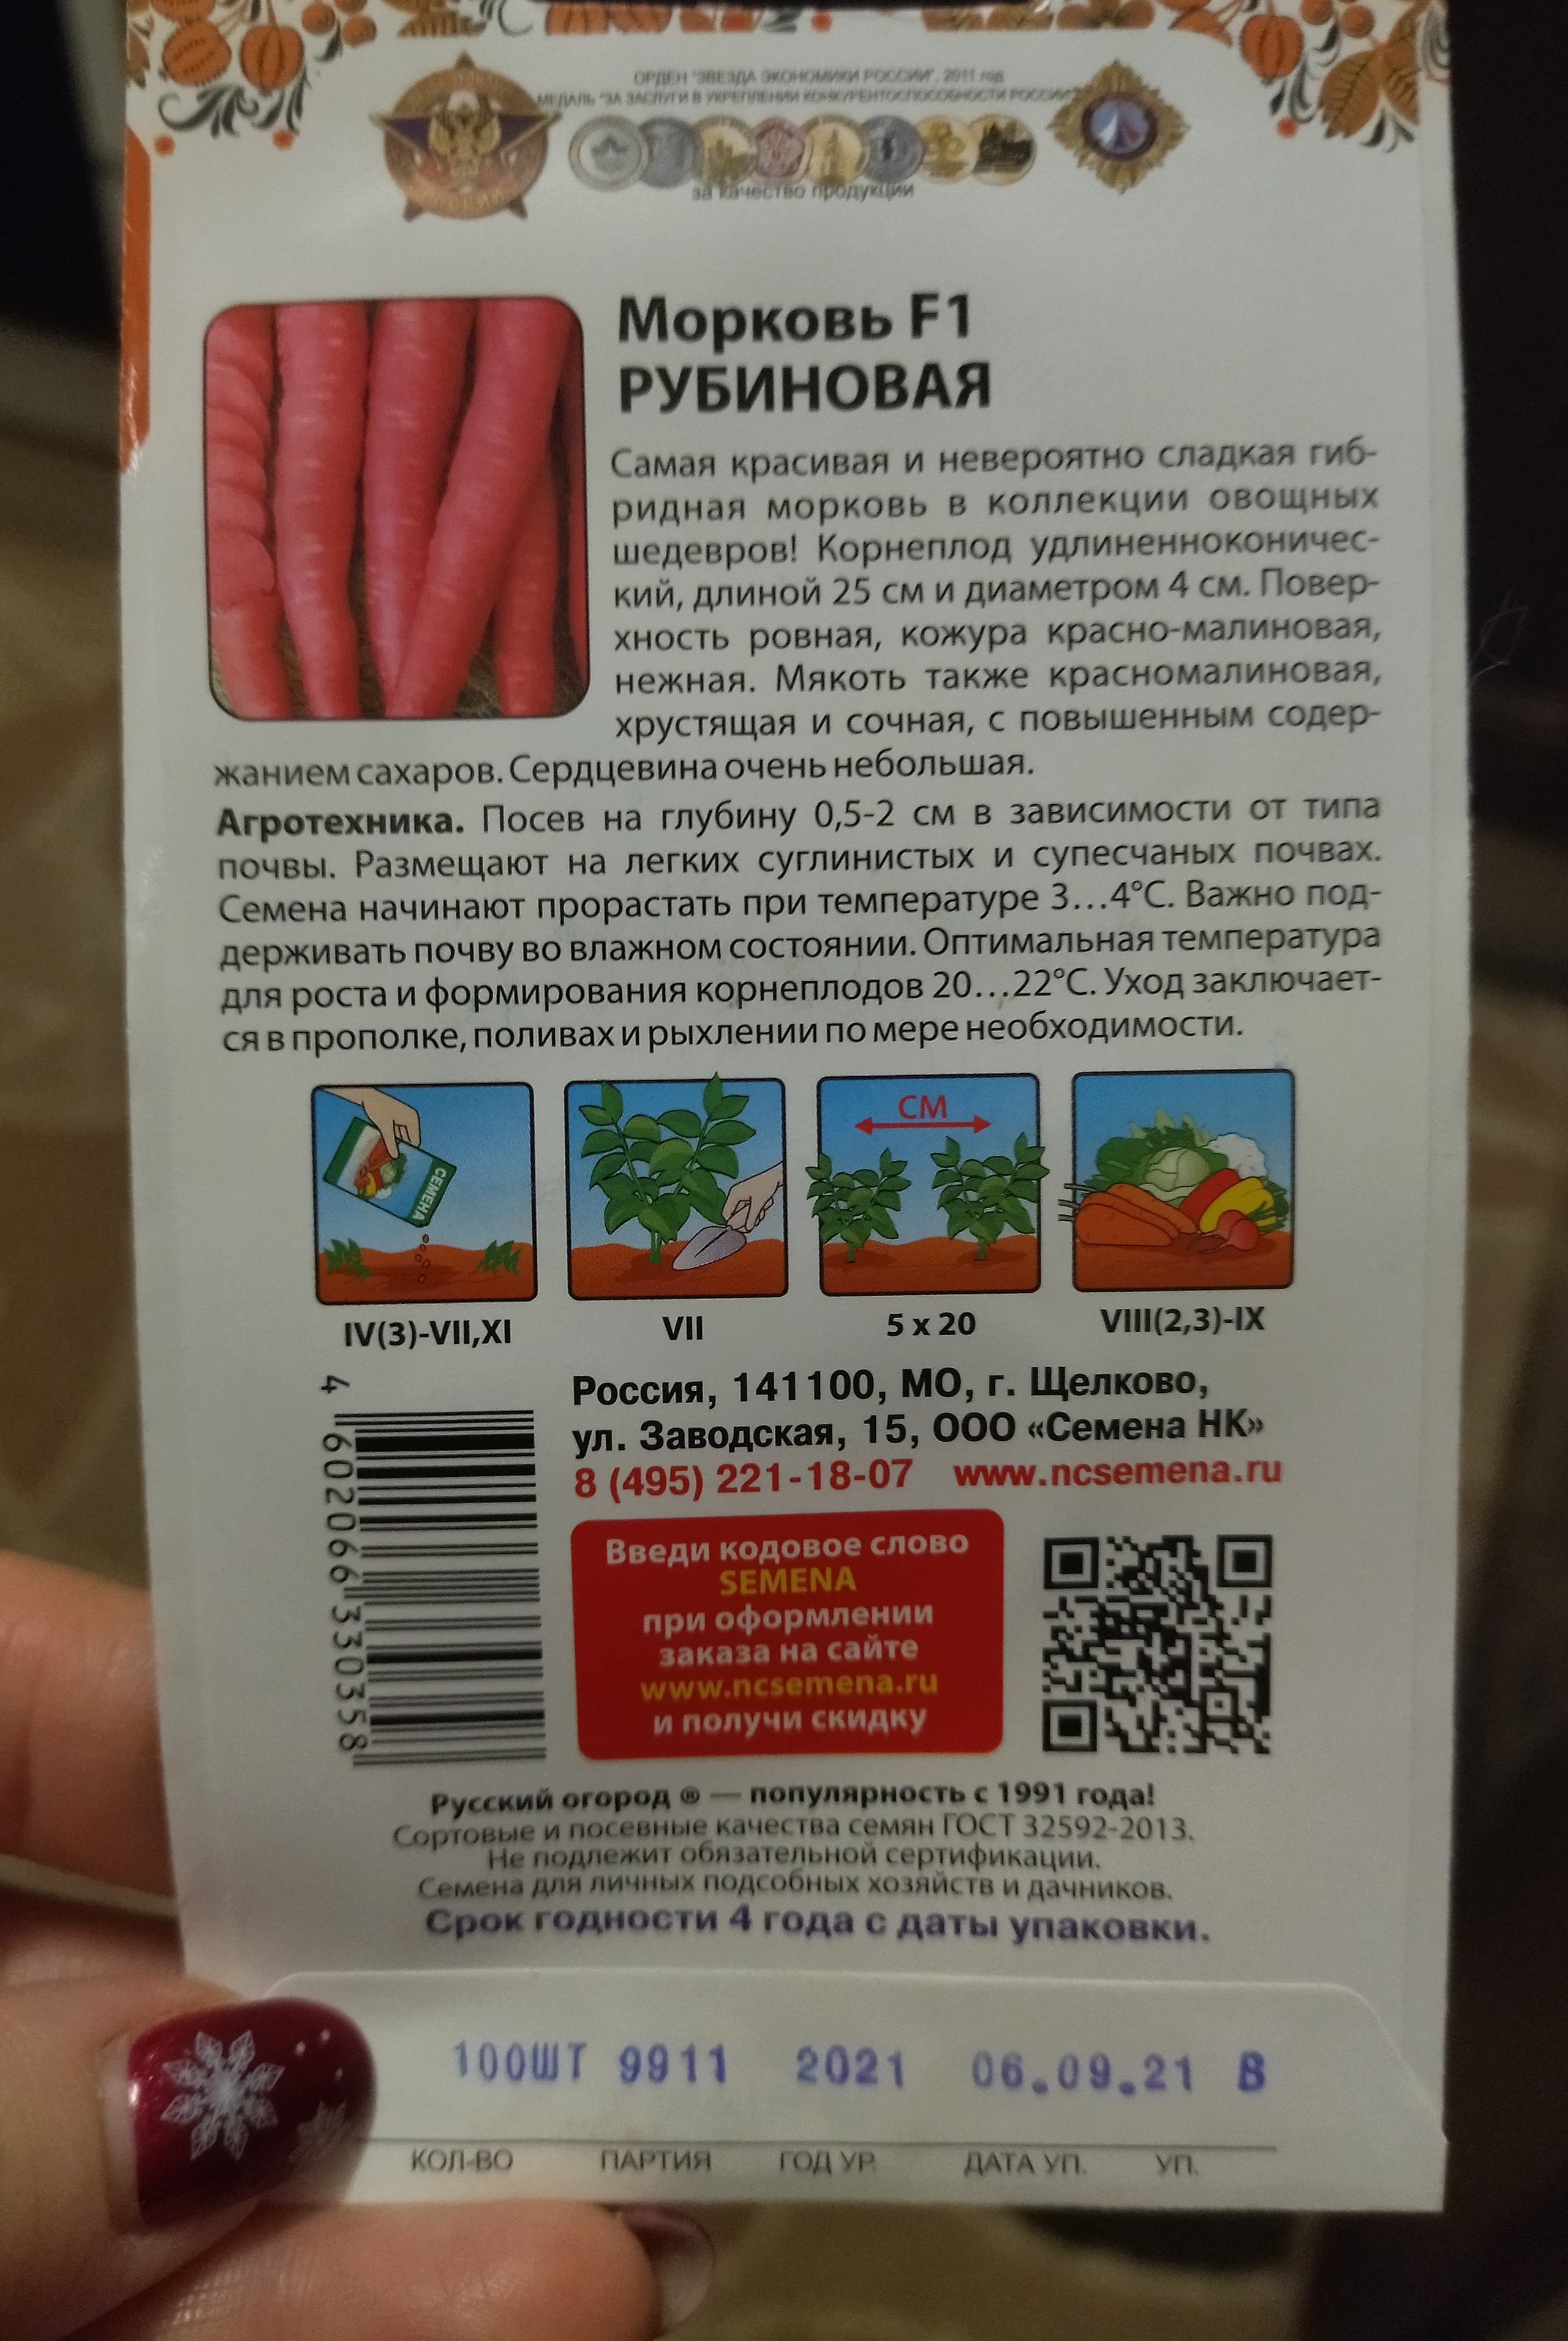 ОРДЕН "ЗВЕЗДА ЭКОНОМИКИ РОССИИ", 2011 год
МЕДАЛЬ "ЗА ЗАСЛУГИ В УКРЕПЛЕНИИ КОНКУРЕНТОСПОСОБНОСТИ РОССИИ"
за качество продукции
Морковь F1
РУБИНОВАЯ
Самая красивая и невероятно сладкая гиб-
ридная морковь в коллекции овощных
шедевров! Корнеплод удлиненноконичес-
кий, длиной 25 см и диаметром 4 см. Повер-
хность ровная, кожура красно-малиновая,
нежная. Мякоть также красномалиновая,
хрустящая и сочная, с повышенным содер-
жанием сахаров. Сердцевина очень небольшая.
Агротехника. Посев на глубину 0,5-2 см в зависимости от типа
почвы. Размещают на легких суглинистых и супесчаных почвах.
Семена начинают прорастать при температуре 3...4°С. Важно под-
держивать почву во влажном состоянии. Оптимальная температура
для роста и формирования корнеплодов 20...22°С. Уход заключает-
ся в прополке, поливах и рыхлении по мере необходимости.
СЕМЕНА
СМ
IV(3)-VII,XI
VII
5 x 20
VIII(2,3)-IX
Россия, 141100, МО, г. Щелково,
ул. Заводская, 15, ООО «Семена НК»
8 (495) 221-18-07 www.ncsemena.ru
4 602066 330358
Введи кодовое слово
SEMENA
при оформлении
заказа на сайте
www.ncsemena.ru
и получи скидку
Русский огород ® — популярность с 1991 года!
Сортовые и посевные качества семян ГОСТ 32592-2013.
Не подлежит обязательной сертификации.
Семена для личных подсобных хозяйств и дачников.
Срок годности 4 года с даты упаковки.
100ШТ 9911 2021 06.09.21 В
КОЛ-ВО ПАРТИЯ ГОД УР. ДАТА УП. УП.